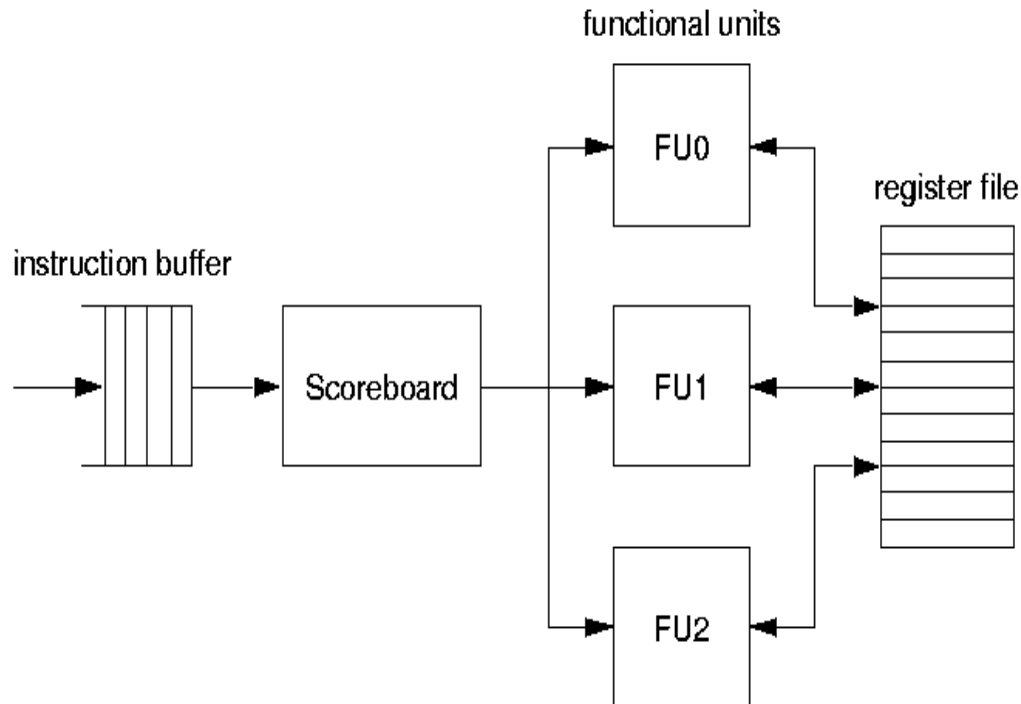 functional units
FU0
register file
instruction buffer
Scoreboard
FU1
FU2